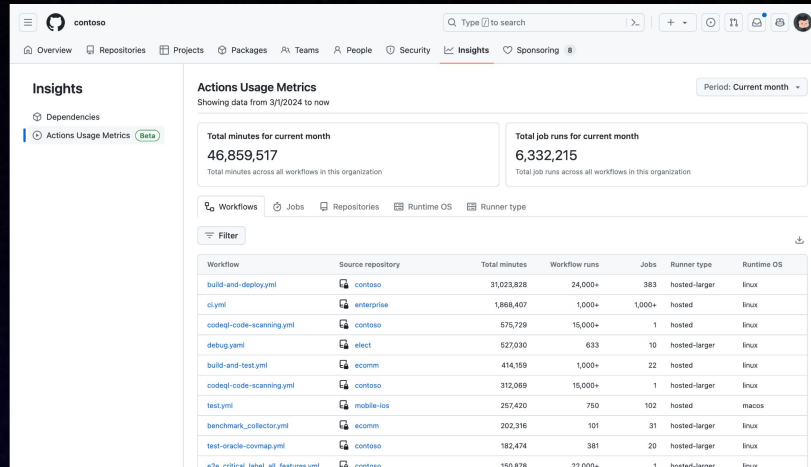 contoso
Type / to search
Overview Repositories Projects Packages Teams People Security Insights Sponsoring 8
Insights
Dependencies
Actions Usage Metrics Beta
Actions Usage Metrics
Showing data from 3/1/2024 to now
Period: Current month
Total minutes for current month
46,859,517
Total minutes across all workflows in this organization
Total job runs for current month
6,332,215
Total job runs across all workflows in this organization
Workflows Jobs Repositories Runtime OS Runner type
Filter
Workflow Source repository Total minutes Workflow runs Jobs Runner type Runtime OS
build-and-deploy.yml contoso 31,023,828 24,000+ 383 hosted-larger linux
ci.yml enterprise 1,868,407 1,000+ 1,000+ hosted linux
codeql-code-scanning.yml contoso 575,729 15,000+ 1 hosted linux
debug.yaml elect 527,030 633 10 hosted-larger linux
build-and-test.yml ecomm 414,159 1,000+ 22 hosted linux
codeql-code-scanning.yml contoso 312,069 15,000+ 1 hosted-larger linux
test.yml mobile-ios 257,420 750 102 hosted macos
benchmark_collector.yml ecomm 202,316 101 31 hosted-larger linux
test-oracle-covmap.yml contoso 182,474 381 20 hosted-larger linux
e2e_critical_label_all_features.yml contoso 150,878 22,000+ 1 hosted-larger linux